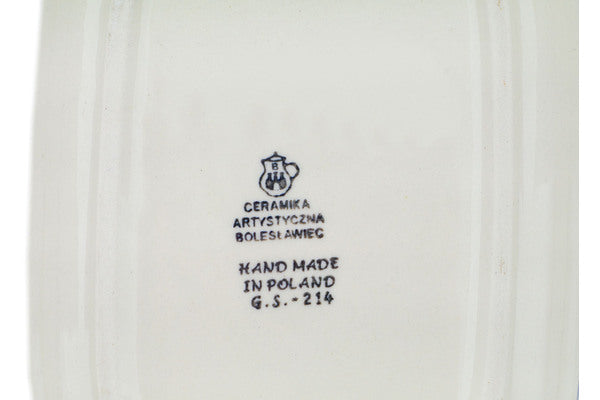 B
CERAMIKA
ARTYSTYCZNA
BOLESŁAWIEC
HAND MADE
IN POLAND
G.S.-214